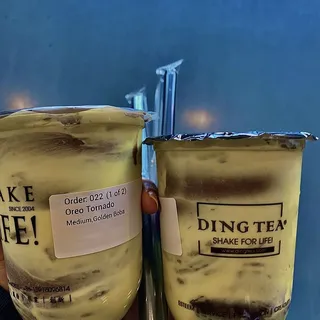 AKE
SINCE 2004
FE!
Order: 022 (1 of 2)
Oreo Tornado
Medium,Golden Boba
DING TEA
SHAKE FOR LIFE!